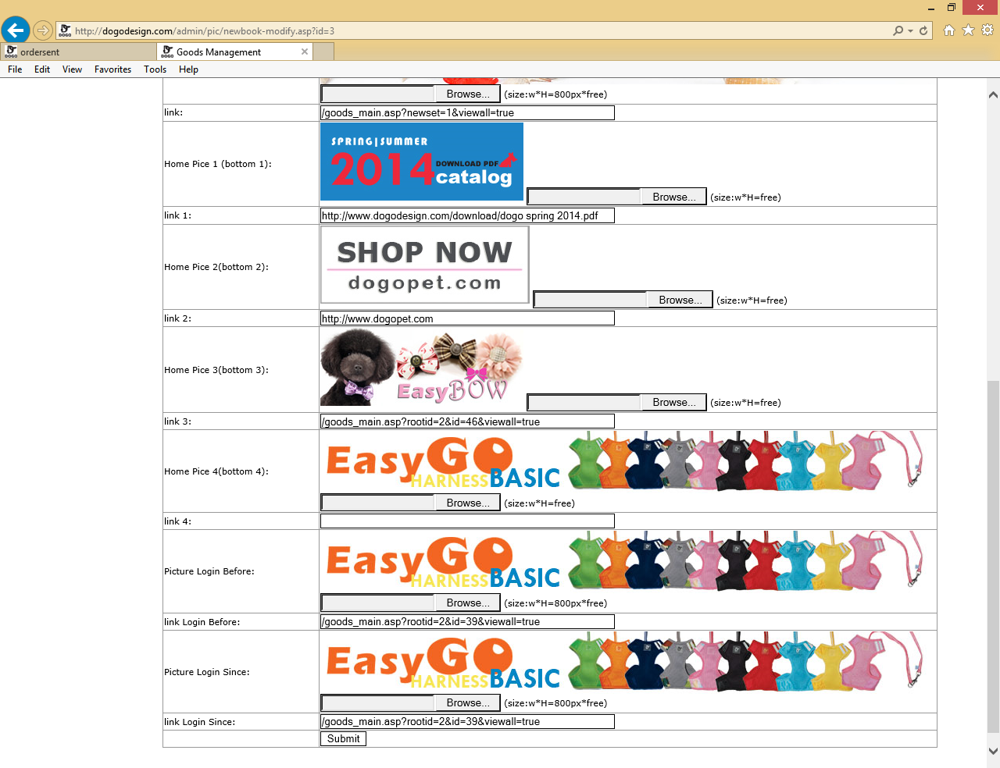 http://dogodesign.com/admin/pic/newbook-modify.asp?id=3
ordersent
Goods Management
File Edit View Favorites Tools Help
Browse... (size:w*H=800px*free)
link: /goods_main.asp?newset=1&viewall=true
SPRING|SUMMER
2014 DOWNLOAD PDF
catalog
Home Pice 1 (bottom 1): Browse... (size:w*H=free)
link 1: http://www.dogodesign.com/download/dogo spring 2014.pdf
SHOP NOW
dogopet.com
Home Pice 2(bottom 2): Browse... (size:w*H=free)
link 2: http://www.dogopet.com
EasyBOW
Home Pice 3(bottom 3): Browse... (size:w*H=free)
link 3: /goods_main.asp?rootid=2&id=46&viewall=true
EasyGO
HARNESS BASIC
Home Pice 4(bottom 4):
Browse... (size:w*H=free)
link 4:
EasyGO
HARNESS BASIC
Picture Login Before:
Browse... (size:w*H=800px*free)
link Login Before: /goods_main.asp?rootid=2&id=39&viewall=true
EasyGO
HARNESS BASIC
Picture Login Since:
Browse... (size:w*H=800px*free)
link Login Since: /goods_main.asp?rootid=2&id=39&viewall=true
Submit